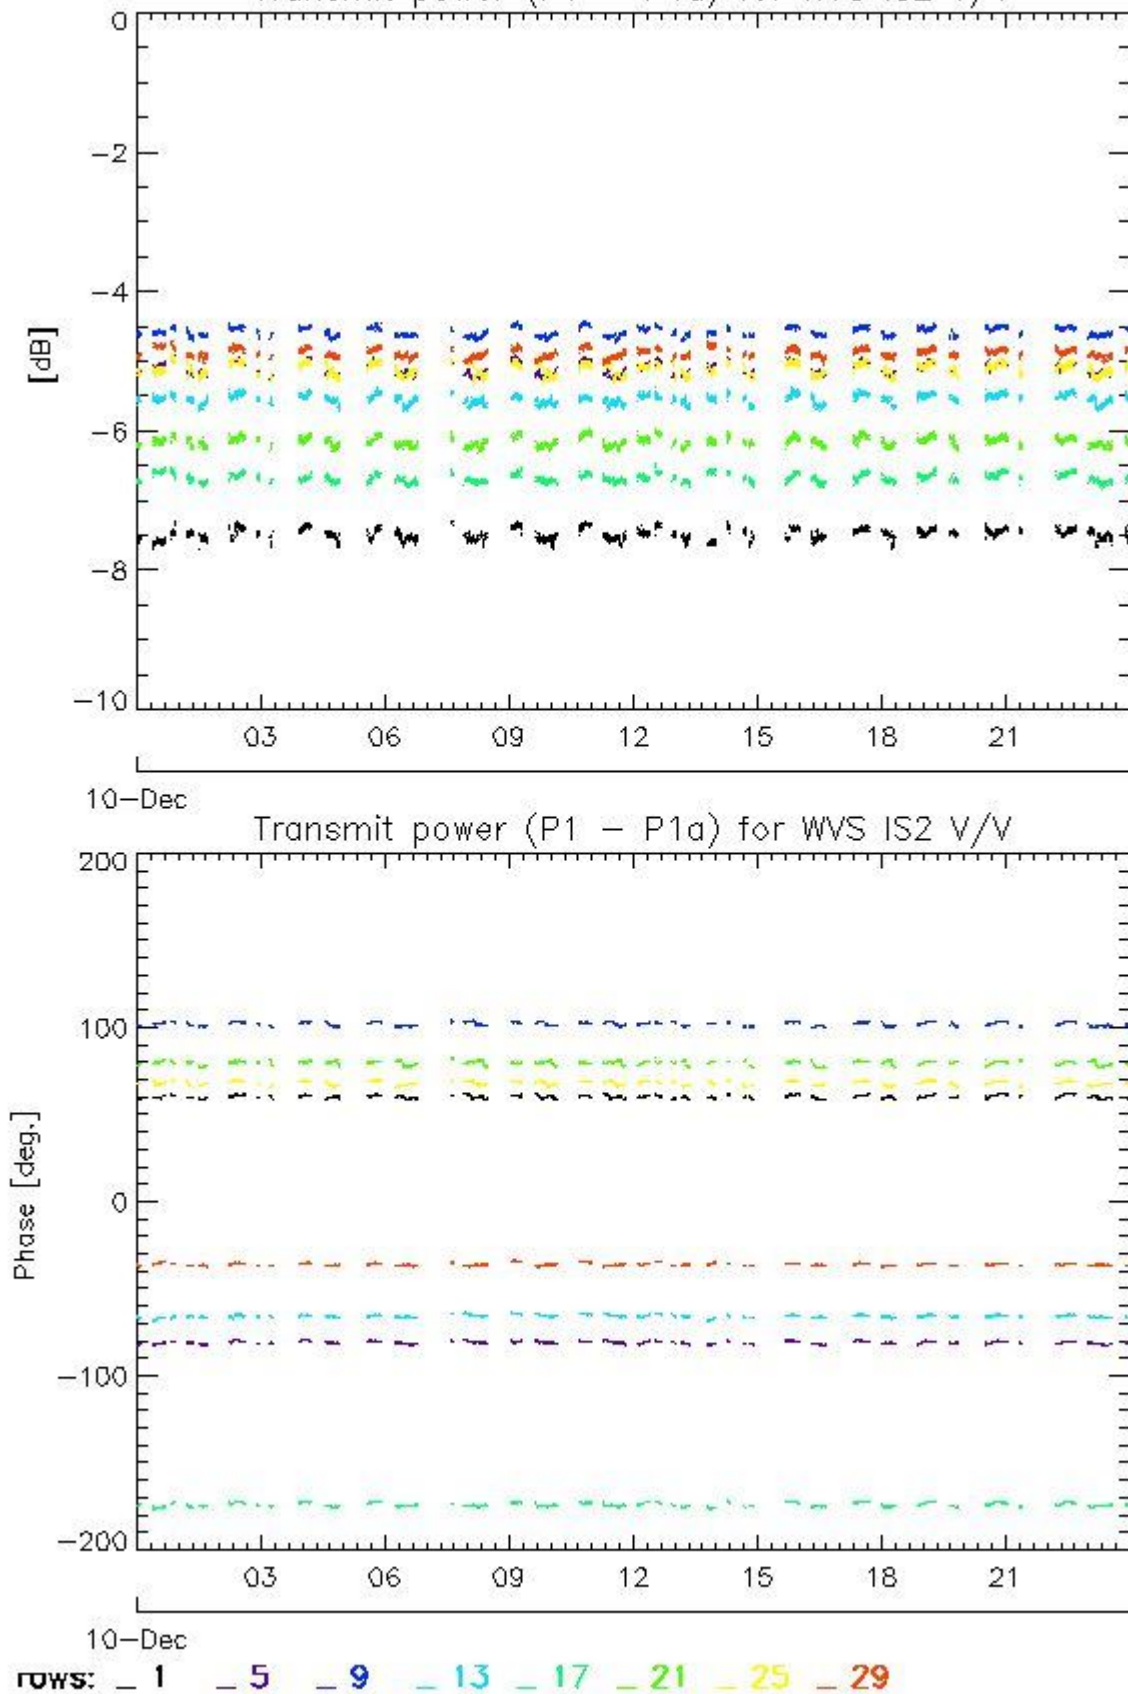 0
−2
−4
[dB]
−6
−8
−10
03 06 09 12 15 18 21
10−Dec
Transmit power (P1 − P1a) for WVS IS2 V/V
200
100
0
Phase [deg.]
−100
−200
03 06 09 12 15 18 21
10−Dec
rows: _ 1 _ 5 _ 9 _ 13 _ 17 _ 21 _ 25 _ 29